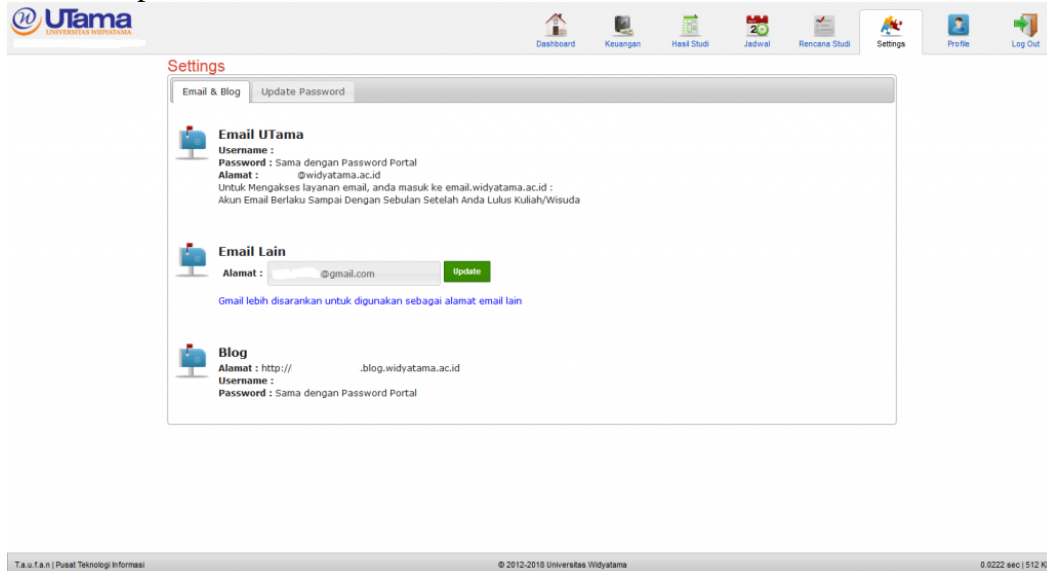 UTama
UNIVERSITAS WIDYATAMA
Dashboard
Keuangan
Hasil Studi
Jadwal
Rencana Studi
Settings
Profile
Log Out
Settings
Email & Blog
Update Password
Email UTama
Username :
Password : Sama dengan Password Portal
Alamat : @widyatama.ac.id
Untuk Mengakses layanan email, anda masuk ke email.widyatama.ac.id :
Akun Email Berlaku Sampai Dengan Sebulan Setelah Anda Lulus Kuliah/Wisuda
Email Lain
Alamat : @gmail.com Update
Gmail lebih disarankan untuk digunakan sebagai alamat email lain
Blog
Alamat : http:// .blog.widyatama.ac.id
Username :
Password : Sama dengan Password Portal
T.a.u.f.a.n | Pusat Teknologi Informasi
© 2012-2018 Universitas Widyatama
0.0222 sec | 512 K